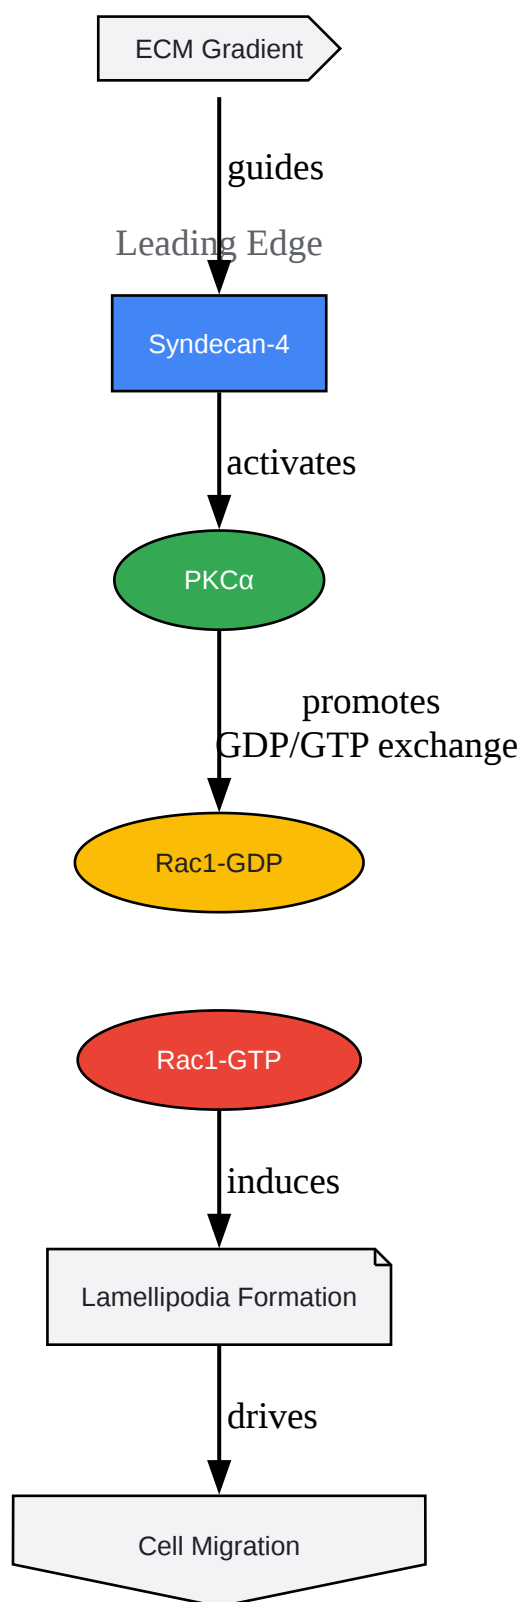 ECM Gradient
guides
Leading Edge
Syndecan-4
activates
PKCα
promotes
GDP/GTP exchange
Rac1-GDP
Rac1-GTP
induces
Lamellipodia Formation
drives
Cell Migration